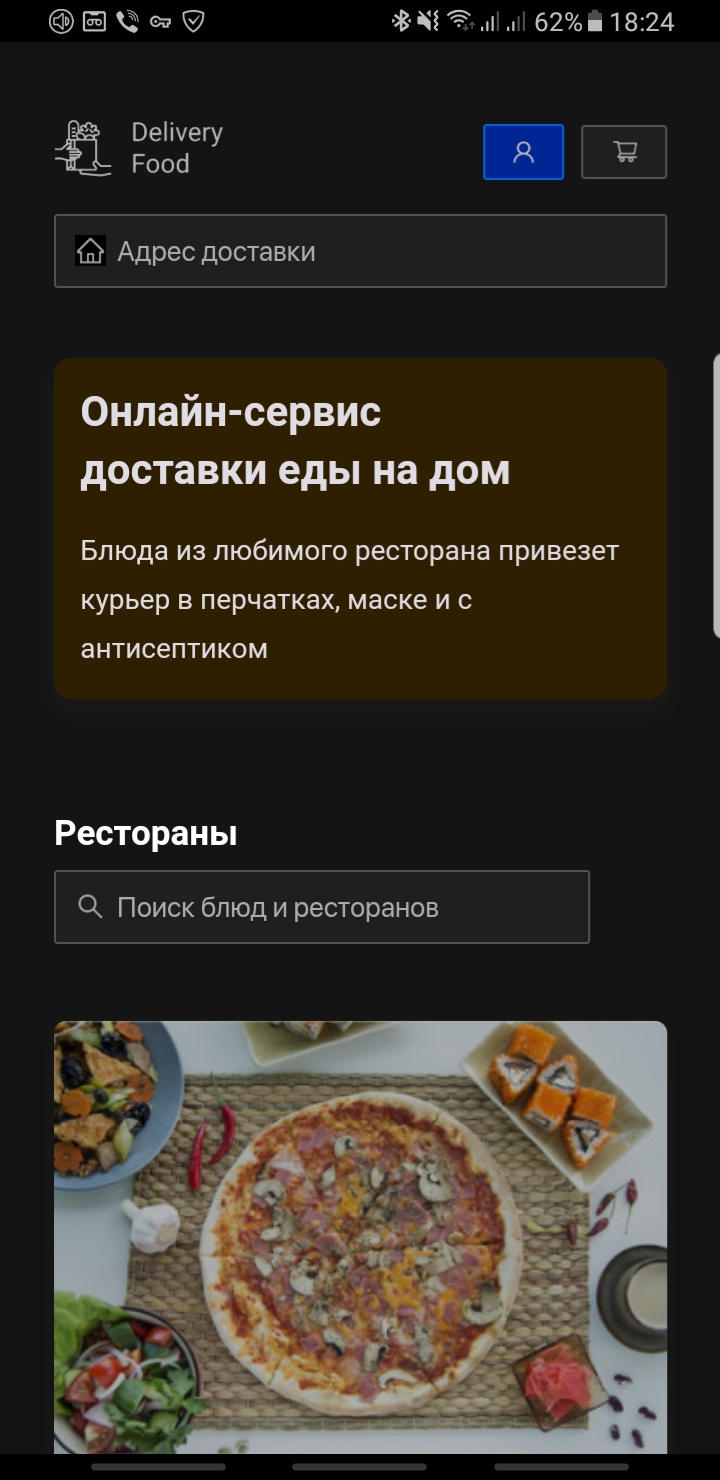 62% 18:24
Delivery
Food
Адрес доставки
Онлайн-сервис
доставки еды на дом
Блюда из любимого ресторана привезет
курьер в перчатках, маске и с
антисептиком
Рестораны
Поиск блюд и ресторанов